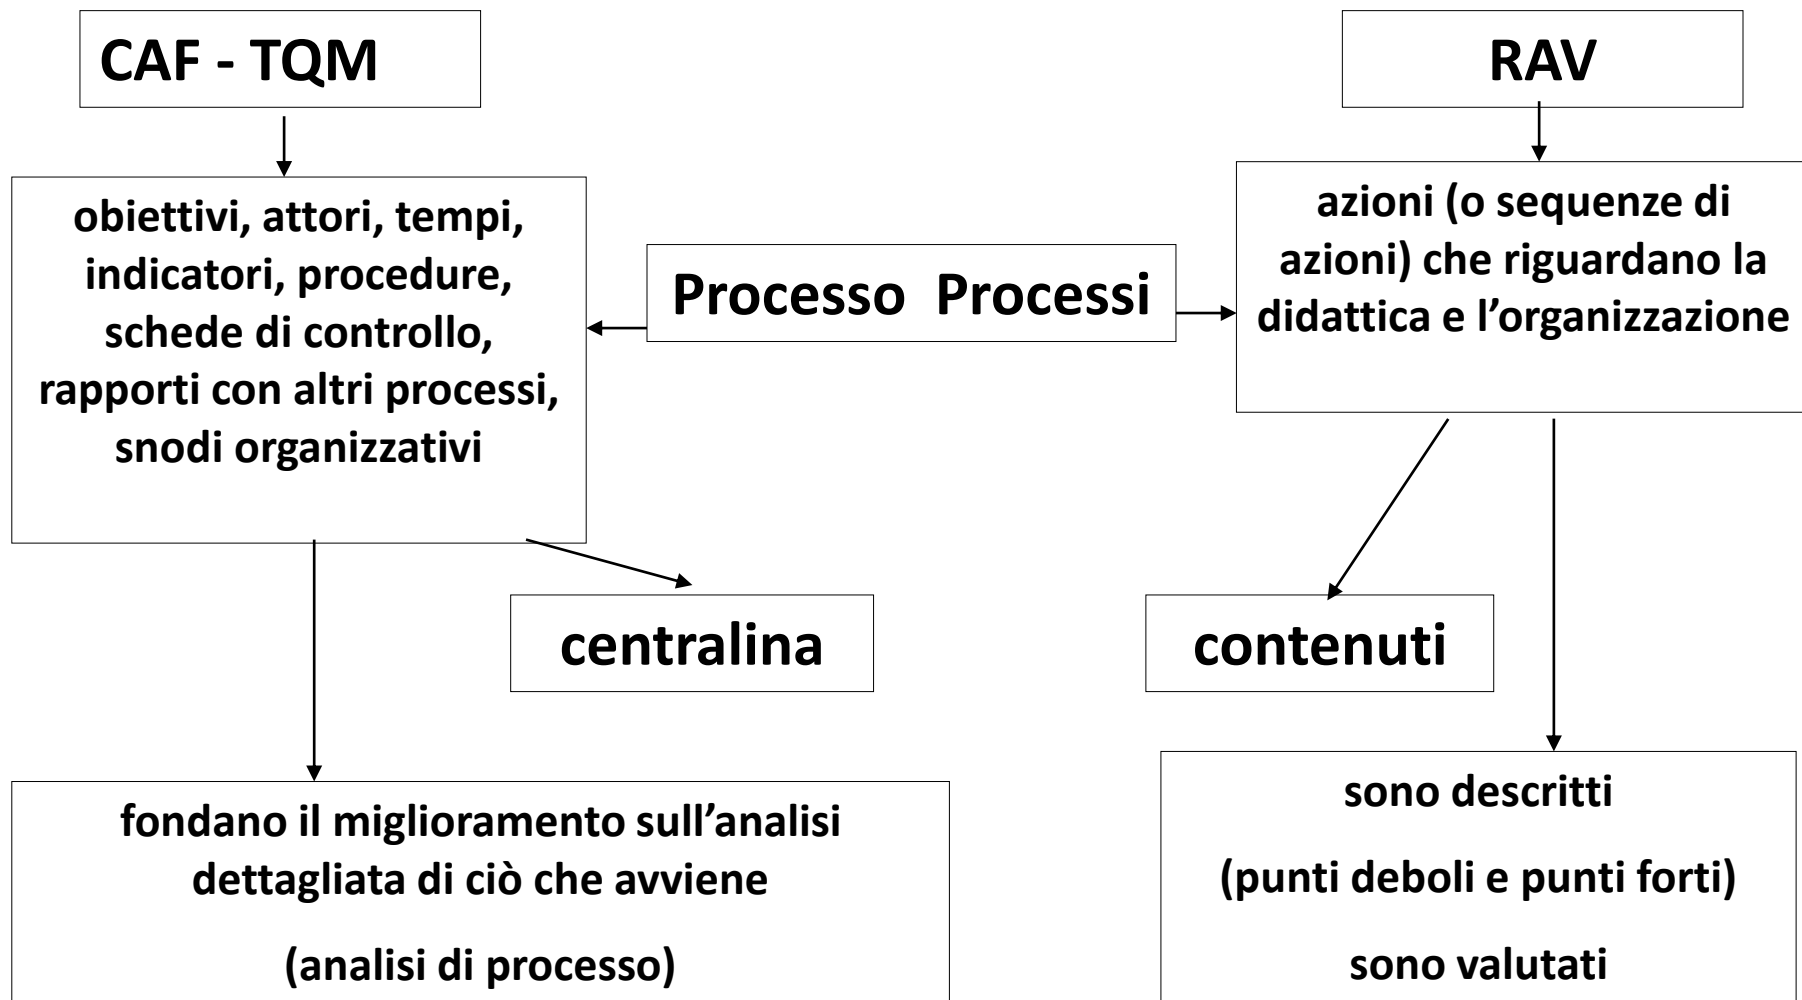 CAF - TQM
RAV
obiettivi, attori, tempi,
indicatori, procedure,
schede di controllo,
rapporti con altri processi,
snodi organizzativi
Processo  Processi
azioni (o sequenze di
azioni) che riguardano la
didattica e l’organizzazione
centralina
contenuti
fondano il miglioramento sull’analisi
dettagliata di ciò che avviene
(analisi di processo)
sono descritti
(punti deboli e punti forti)
sono valutati